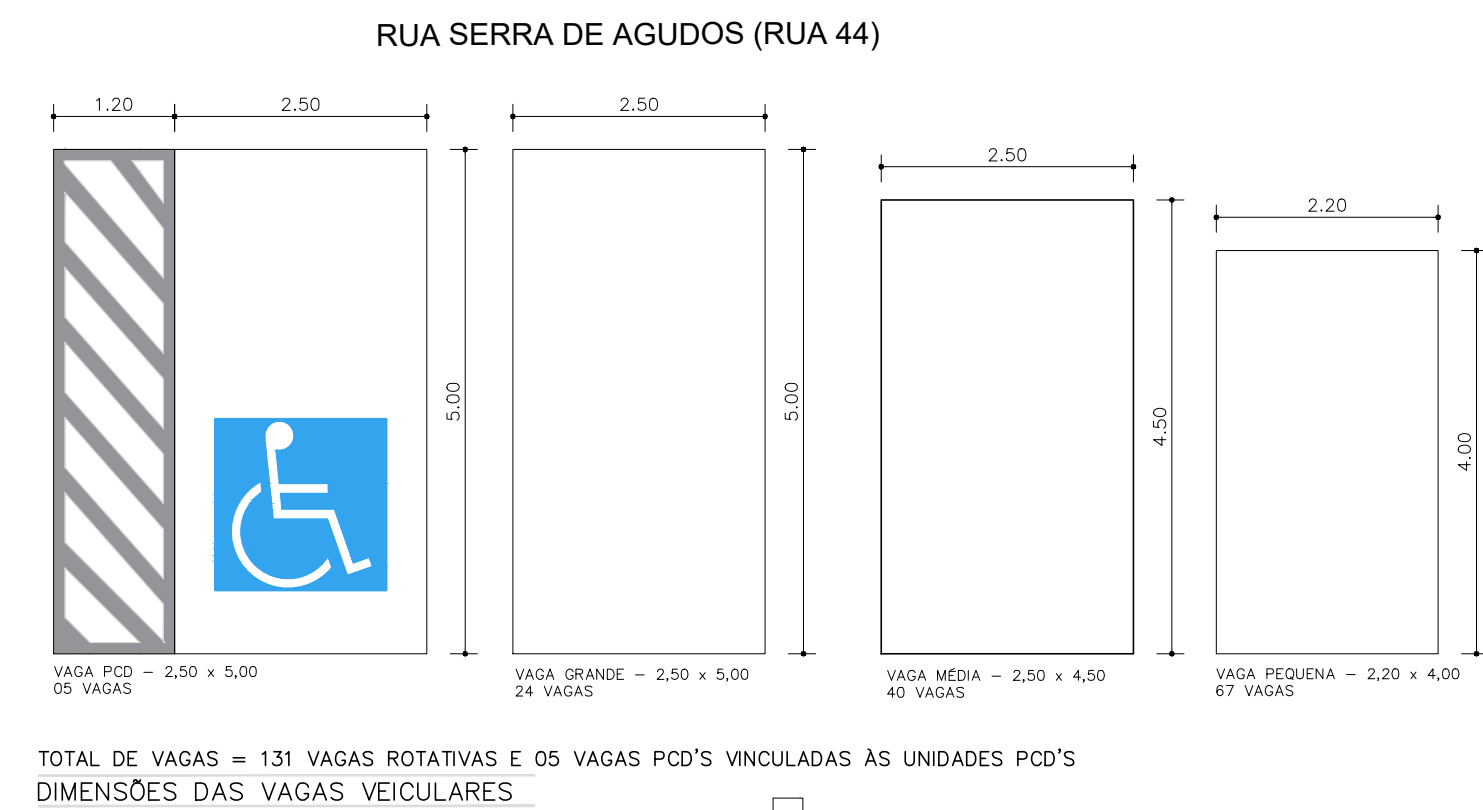 RUA SERRA DE AGUDOS (RUA 44)
1.20
2.50
2.50
2.50
2.20
5.00
5.00
4.50
4.00
VAGA PCD – 2,50 x 5,00
05 VAGAS
VAGA GRANDE – 2,50 x 5,00
24 VAGAS
VAGA MÉDIA – 2,50 x 4,50
40 VAGAS
VAGA PEQUENA – 2,20 x 4,00
67 VAGAS
TOTAL DE VAGAS = 131 VAGAS ROTATIVAS E 05 VAGAS PCD'S VINCULADAS ÀS UNIDADES PCD'S
DIMENSÕES DAS VAGAS VEICULARES